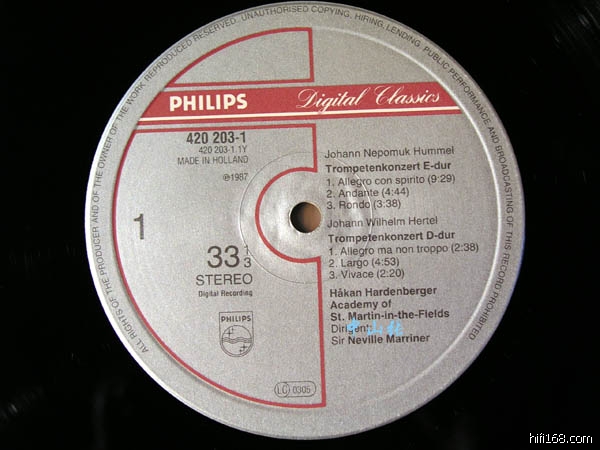 ALL RIGHTS OF THE PRODUCER AND OF THE OWNER OF THE WORK REPRODUCED RESERVED. UNAUTHORISED COPYING, HIRING, LENDING, PUBLIC PERFORMANCE AND BROADCASTING OF THIS RECORD PROHIBITED
PHILIPS Digital Classics
420 203-1
420 203-1.1Y
MADE IN HOLLAND
℗1987
1
33 1/3
STEREO
Digital Recording
PHILIPS
LC 0305
Johann Nepomuk Hummel
Trompetenkonzert E-dur
1. Allegro con spirito (9:29)
2. Andante (4:44)
3. Rondo (3:38)
Johann Wilhelm Hertel
Trompetenkonzert D-dur
1. Allegro ma non troppo (2:38)
2. Largo (4:53)
3. Vivace (2:20)
Håkan Hardenberger
Academy of
St. Martin-in-the-Fields
Dirigent:
Sir Neville Marriner
hifi168.com